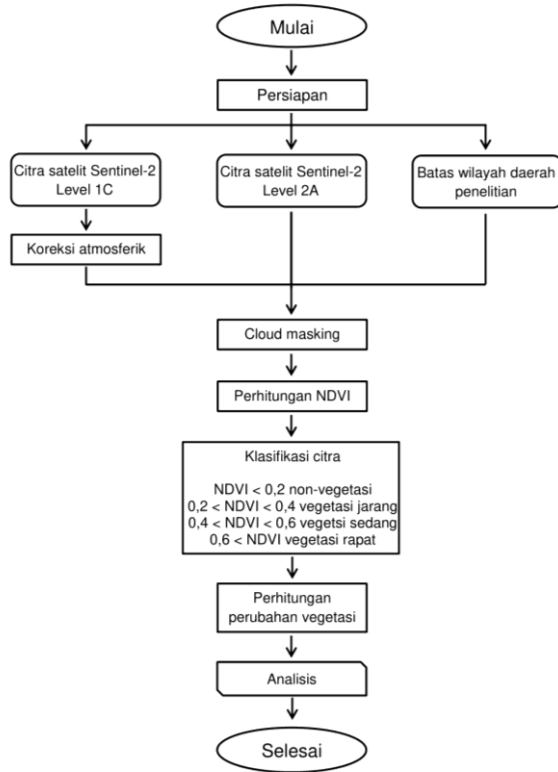 Mulai
Persiapan
Citra satelit Sentinel-2
Level 1C
Citra satelit Sentinel-2
Level 2A
Batas wilayah daerah
penelitian
Koreksi atmosferik
Cloud masking
Perhitungan NDVI
Klasifikasi citra
NDVI < 0,2 non-vegetasi
0,2 < NDVI < 0,4 vegetasi jarang
0,4 < NDVI < 0,6 vegetsi sedang
0,6 < NDVI vegetasi rapat
Perhitungan
perubahan vegetasi
Analisis
Selesai